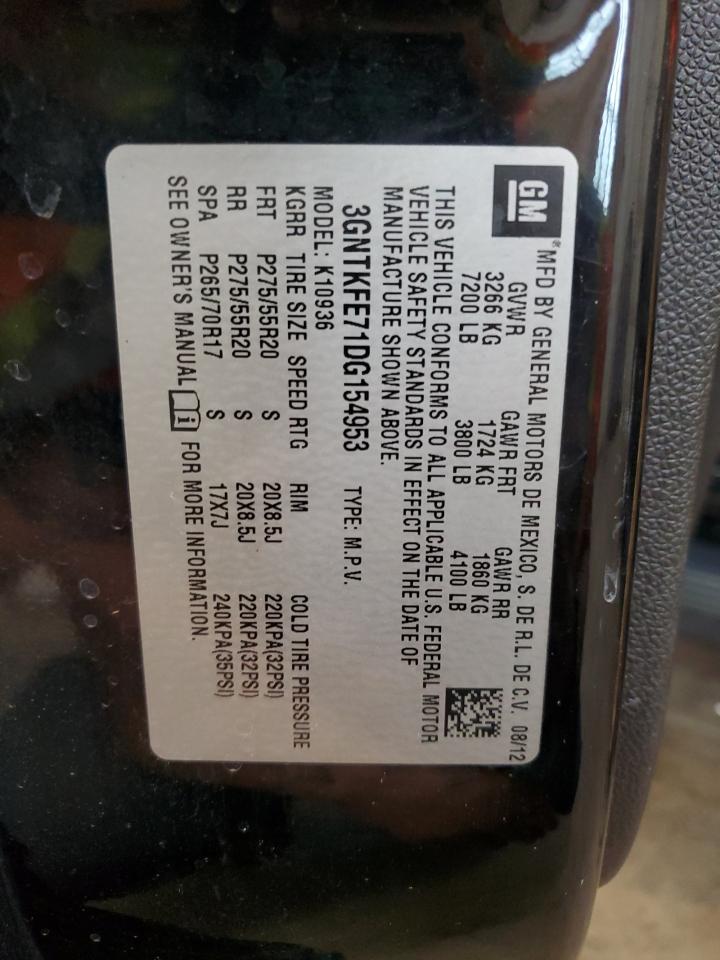 GM® MFD BY GENERAL MOTORS DE MEXICO, S. DE R.L. DE C.V. 08/12
GVWR GAWR FRT GAWR RR
3266 KG 1724 KG 1860 KG
7200 LB 3800 LB 4100 LB
THIS VEHICLE CONFORMS TO ALL APPLICABLE U.S. FEDERAL MOTOR
VEHICLE SAFETY STANDARDS IN EFFECT ON THE DATE OF
MANUFACTURE SHOWN ABOVE.
3GNTKFE71DG154953 TYPE: M.P.V.
MODEL: K10936
KGRR TIRE SIZE SPEED RTG RIM COLD TIRE PRESSURE
FRT P275/55R20 S 20X8.5J 220KPA(32PSI)
RR P275/55R20 S 20X8.5J 220KPA(32PSI)
SPA P265/70R17 S 17X7J 240KPA(35PSI)
SEE OWNER'S MANUAL i FOR MORE INFORMATION.